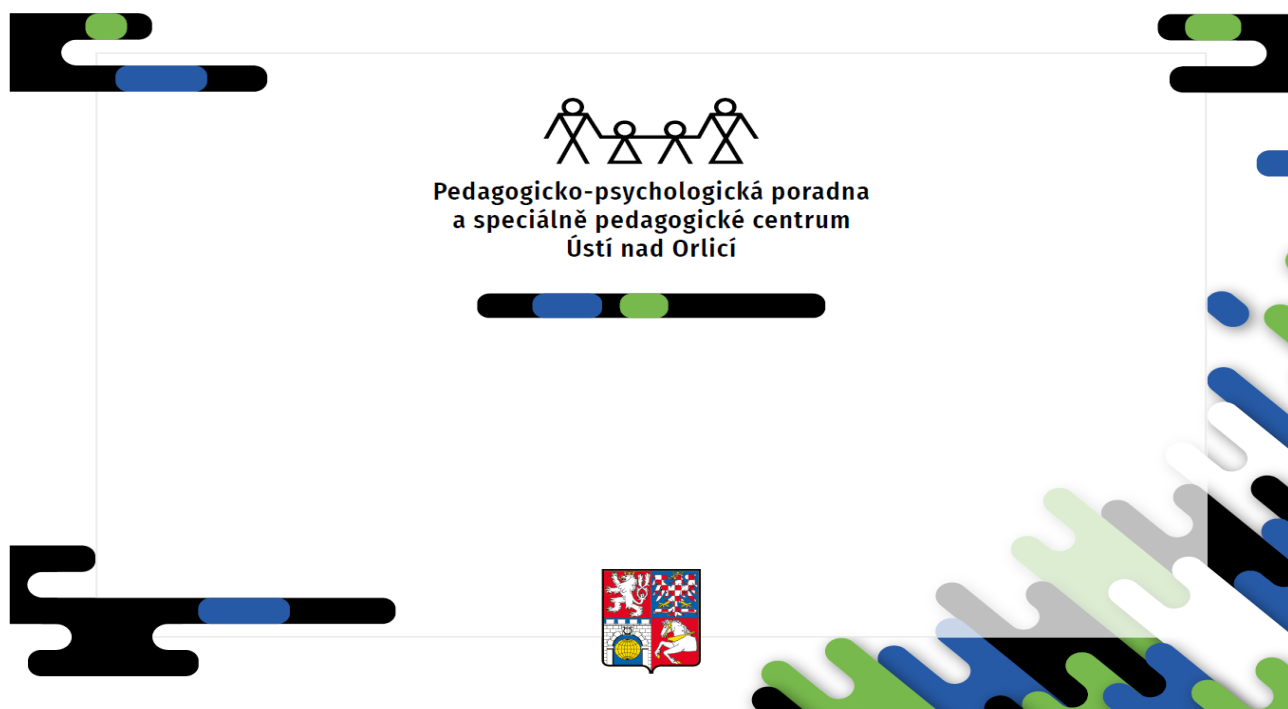 Pedagogicko-psychologická poradna
a speciálně pedagogické centrum
Ústí nad Orlicí